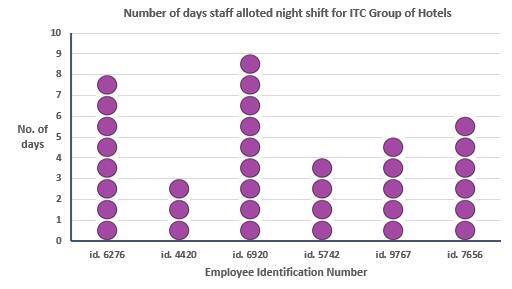 Number of days staff alloted night shift for ITC Group of Hotels
10
9
8
7
6
5
4
3
2
1
0
No. of
days
id. 6276 id. 4420 id. 6920 id. 5742 id. 9767 id. 7656
Employee Identification Number